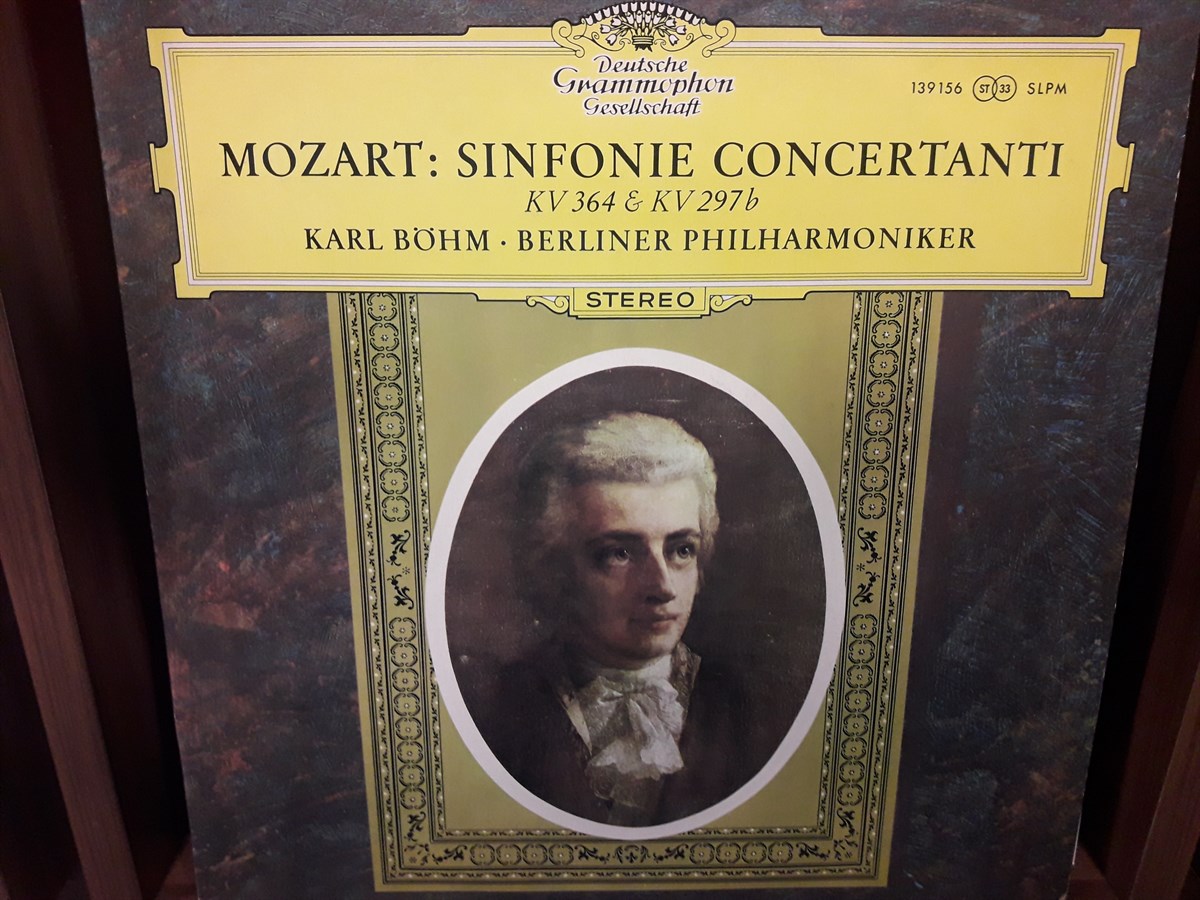 Deutsche
Grammophon
Gesellschaft
139156 ST 33 SLPM
MOZART: SINFONIE CONCERTANTI
KV 364 & KV 297b
KARL BÖHM · BERLINER PHILHARMONIKER
STEREO